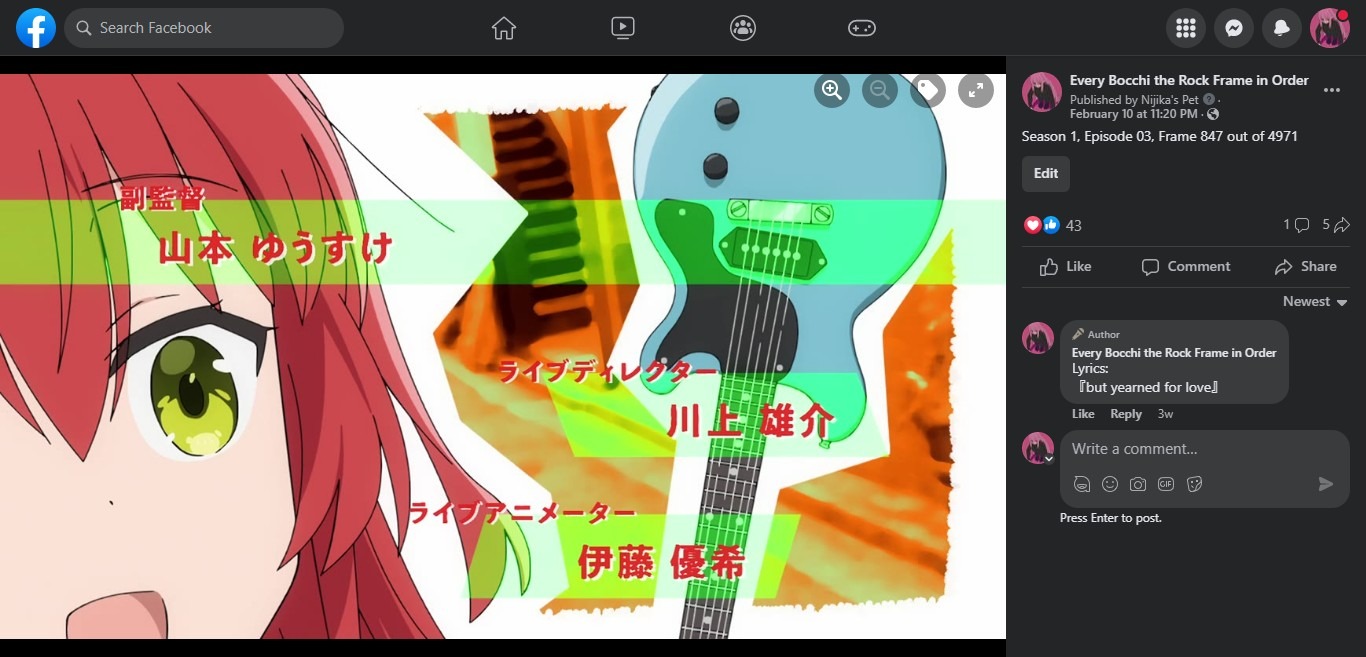 Search Facebook
副監督
山本 ゆうすけ
ライブディレクター
川上 雄介
ライブアニメーター
伊藤 優希
Every Bocchi the Rock Frame in Order
Published by Nijika's Pet ·
February 10 at 11:20 PM ·
Season 1, Episode 03, Frame 847 out of 4971
Edit
43
1
5
Like
Comment
Share
Newest
Author
Every Bocchi the Rock Frame in Order
Lyrics:
『but yearned for love』
Like Reply 3w
Write a comment...
GIF
Press Enter to post.